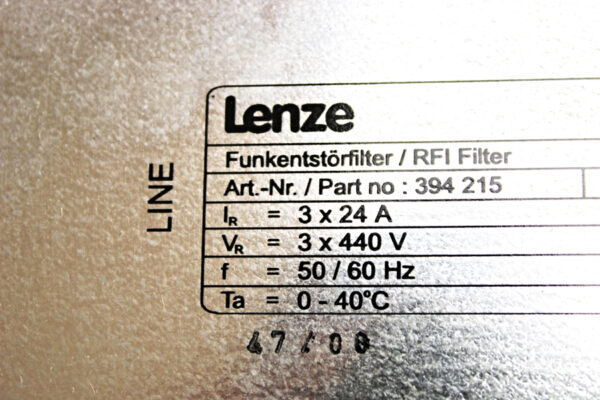 Lenze
Funkentstörfilter / RFI Filter
Art.-Nr. / Part no : 394 215
LINE
IR = 3 x 24 A
VR = 3 x 440 V
f = 50 / 60 Hz
Ta = 0 - 40°C
47/00